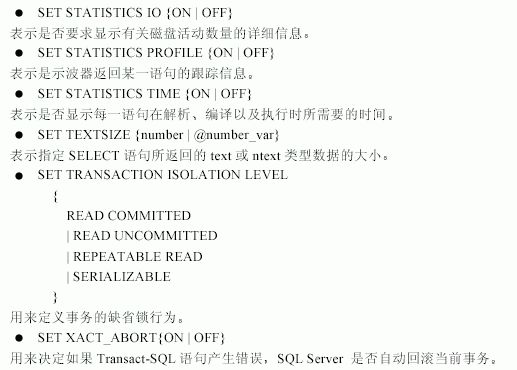 ● SET STATISTICS IO {ON | OFF}
表示是否要求显示有关磁盘活动数量的详细信息。
● SET STATISTICS PROFILE {ON | OFF}
表示是示波器返回某一语句的跟踪信息。
● SET STATISTICS TIME {ON | OFF}
表示是否显示每一语句在解析、编译以及执行时所需要的时间。
● SET TEXTSIZE {number | @number_var}
表示指定 SELECT 语句所返回的 text 或 ntext 类型数据的大小。
● SET TRANSACTION ISOLATION LEVEL
{
READ COMMITTED
| READ UNCOMMITTED
| REPEATABLE READ
| SERIALIZABLE
}
用来定义事务的缺省锁行为。
● SET XACT_ABORT{ON | OFF}
用来决定如果 Transact-SQL 语句产生错误，SQL Server 是否自动回滚当前事务。